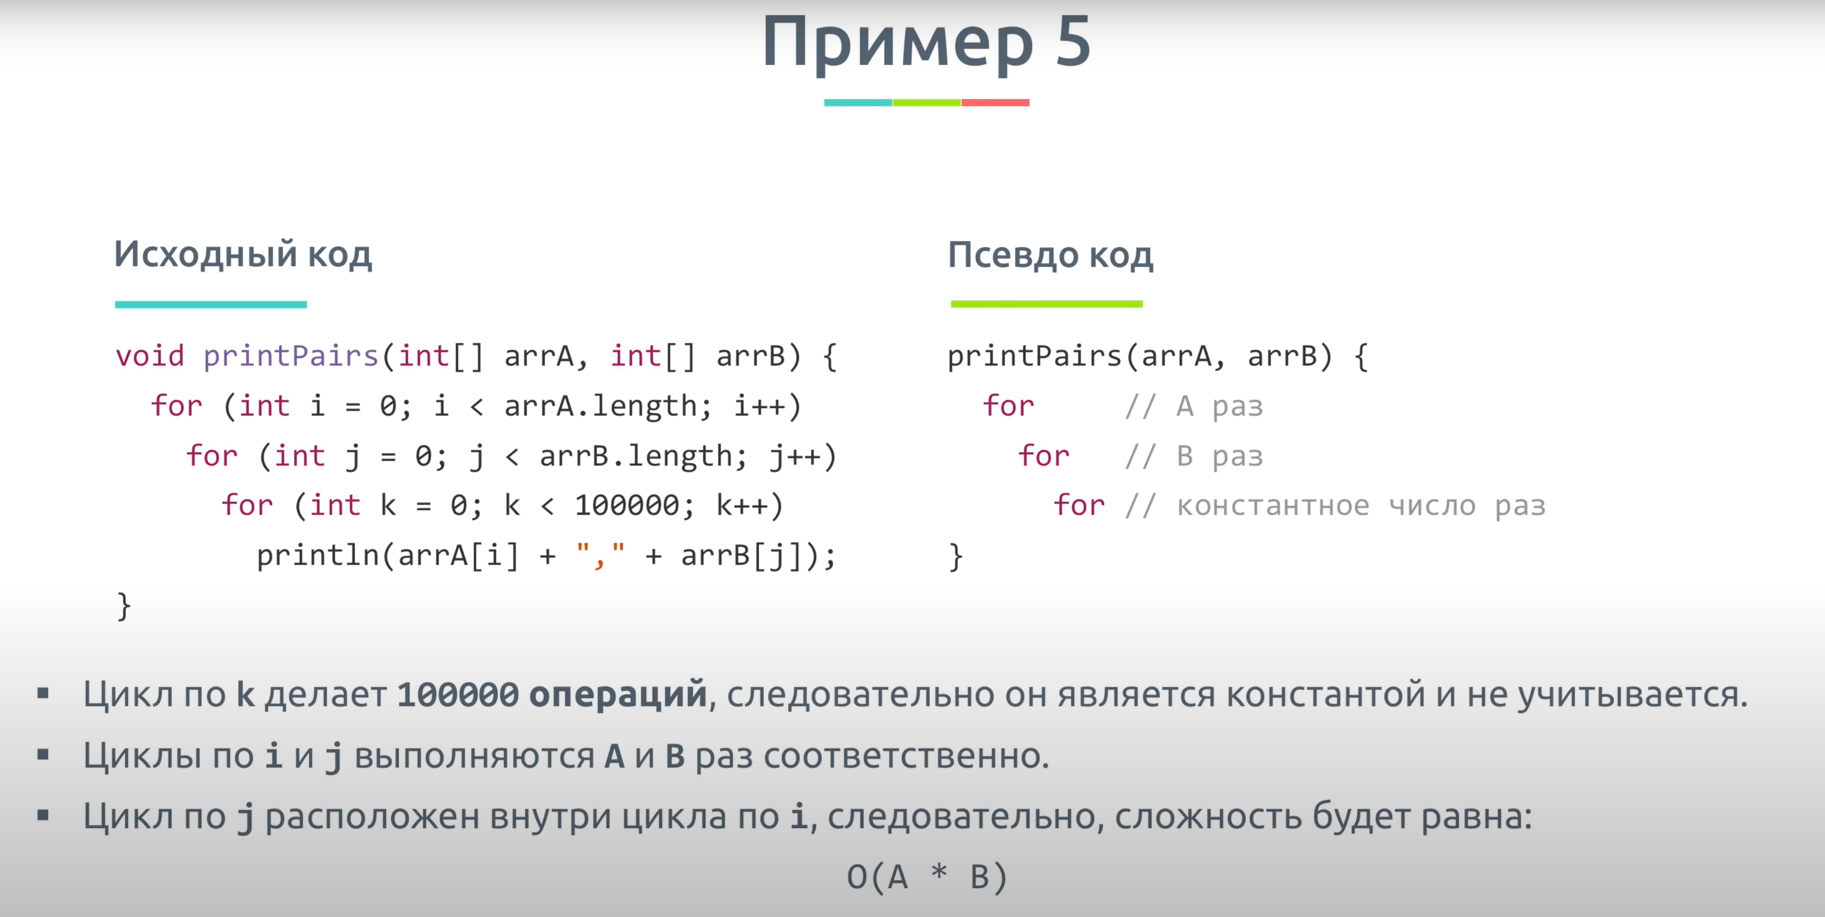 Пример 5
Исходный код
void printPairs(int[] arrA, int[] arrB) {
  for (int i = 0; i < arrA.length; i++)
    for (int j = 0; j < arrB.length; j++)
      for (int k = 0; k < 100000; k++)
        println(arrA[i] + "," + arrB[j]);
}
Псевдо код
printPairs(arrA, arrB) {
  for     // A раз
    for   // B раз
      for // константное число раз
}
▪ Цикл по k делает 100000 операций, следовательно он является константой и не учитывается.
▪ Циклы по i и j выполняются A и B раз соответственно.
▪ Цикл по j расположен внутри цикла по i, следовательно, сложность будет равна:
O(A * B)